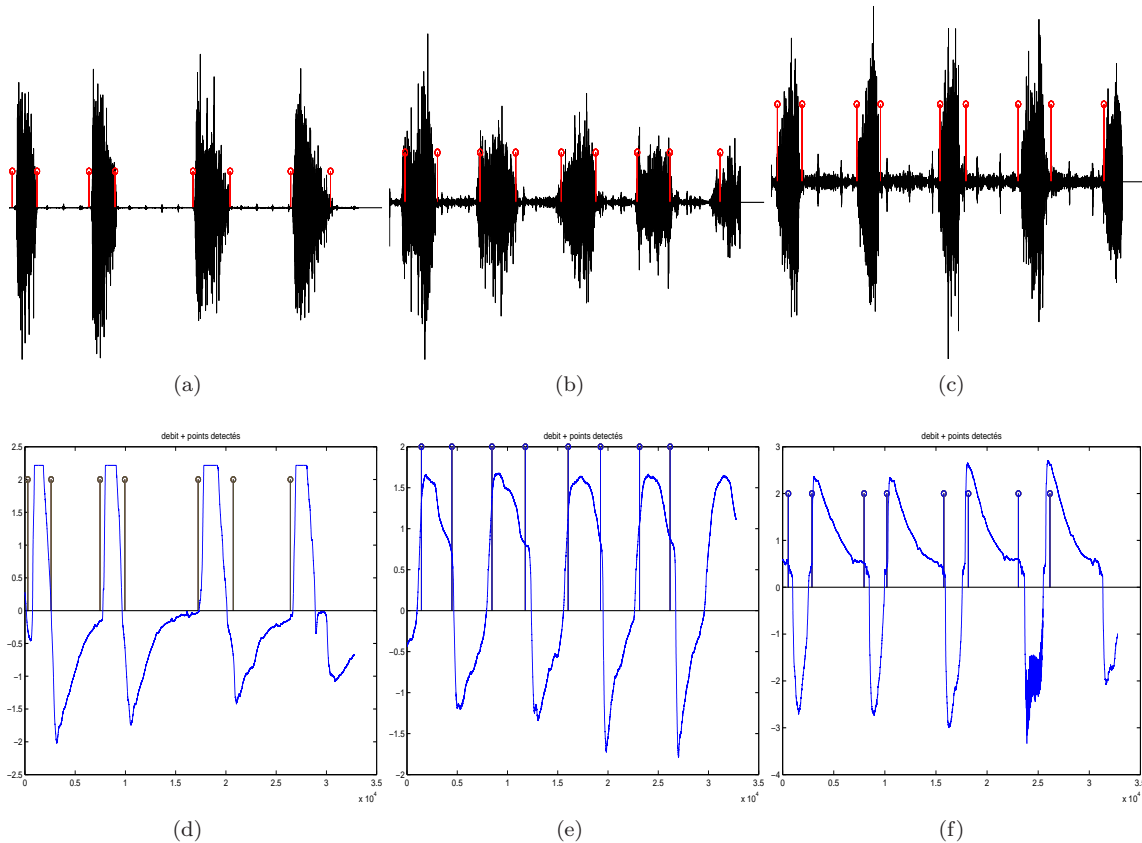 (a)
(b)
(c)
debit + points detectés
2.5
2
1.5
1
0.5
0
−0.5
−1
−1.5
−2
−2.5
0 0.5 1 1.5 2 2.5 3 3.5
x 10^4
(d)
debit + points detectés
2
1.5
1
0.5
0
−0.5
−1
−1.5
−2
0 0.5 1 1.5 2 2.5 3 3.5
x 10^4
(e)
debit + points detectés
3
2
1
0
−1
−2
−3
−4
0 0.5 1 1.5 2 2.5 3 3.5
x 10^4
(f)